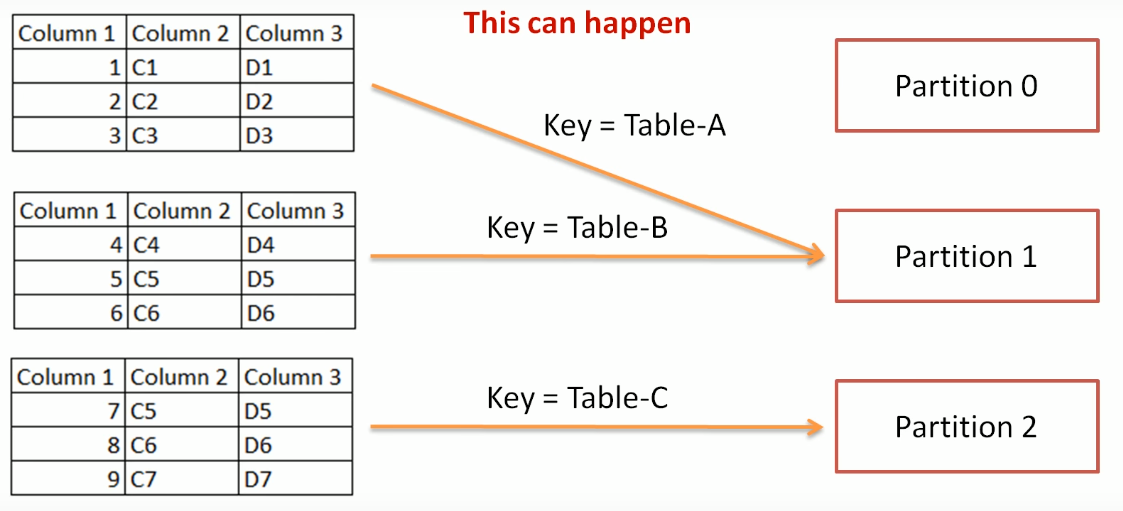 This can happen
Column 1 Column 2 Column 3
1 C1 D1
2 C2 D2
3 C3 D3
Key = Table-A
Partition 0
Column 1 Column 2 Column 3
4 C4 D4
5 C5 D5
6 C6 D6
Key = Table-B
Partition 1
Column 1 Column 2 Column 3
7 C5 D5
8 C6 D6
9 C7 D7
Key = Table-C
Partition 2